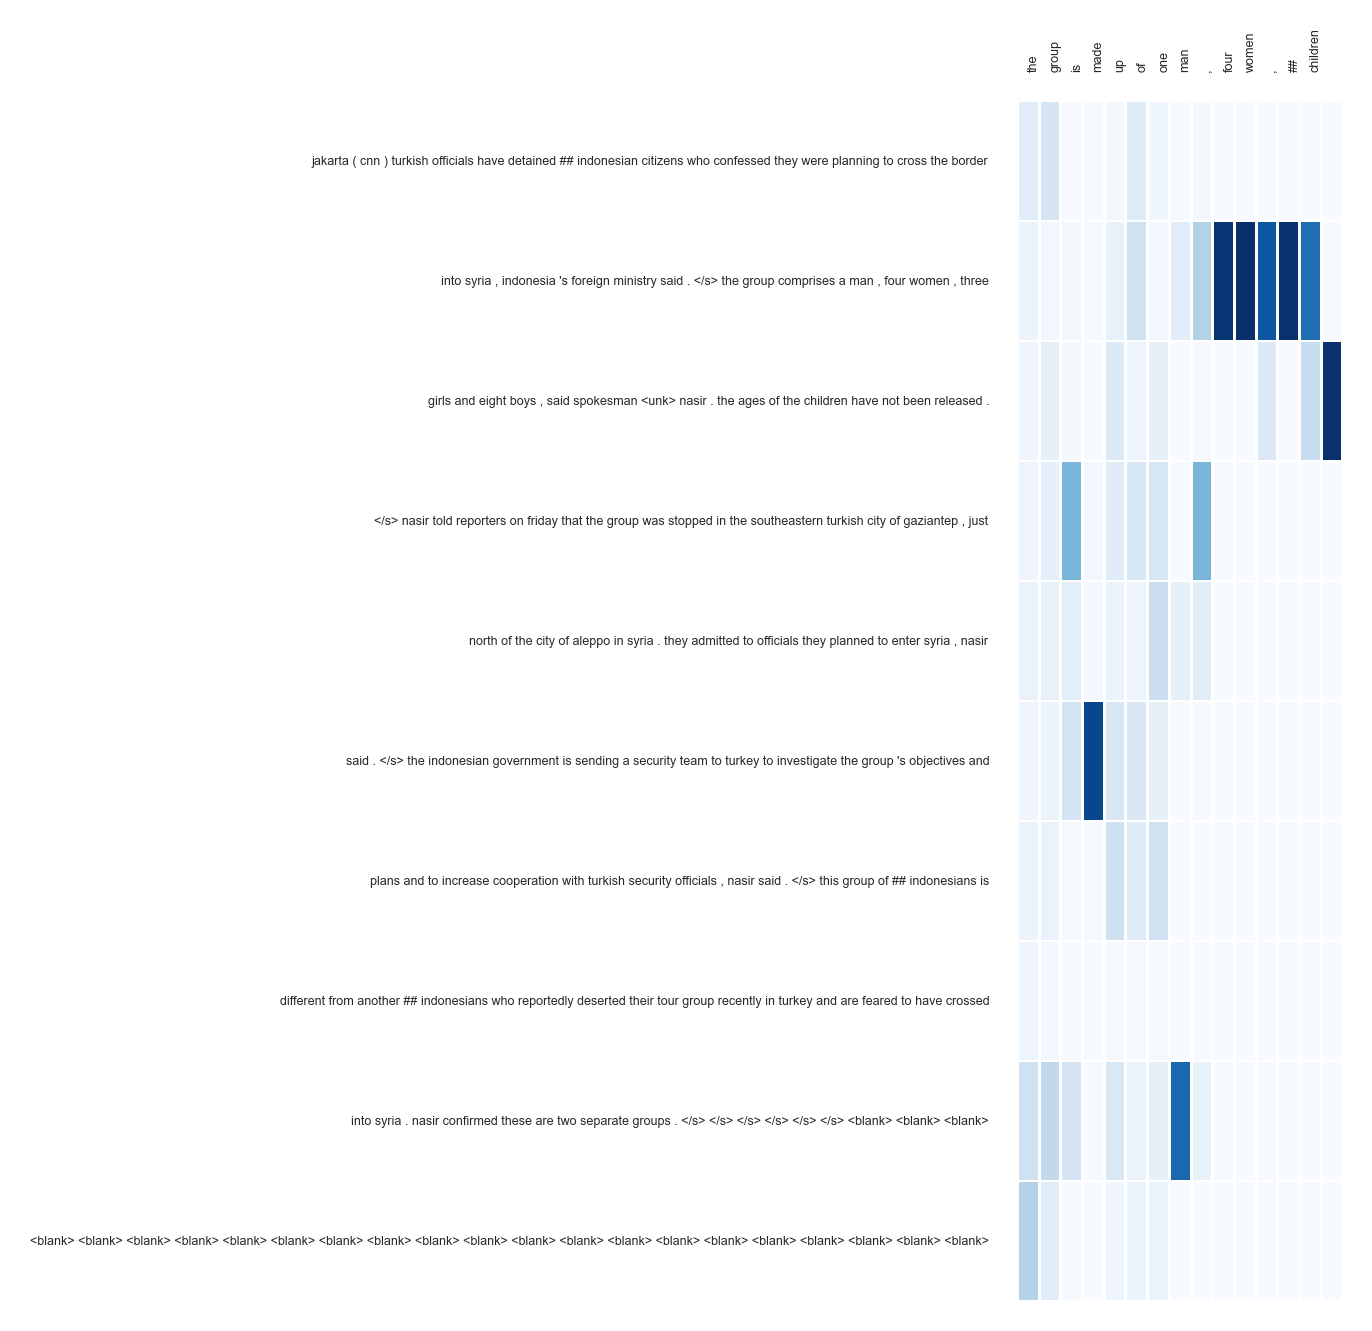 the group is made up of one man , four women , ## children
jakarta ( cnn ) turkish officials have detained ## indonesian citizens who confessed they were planning to cross the border
into syria , indonesia 's foreign ministry said . </s> the group comprises a man , four women , three
girls and eight boys , said spokesman <unk> nasir . the ages of the children have not been released .
</s> nasir told reporters on friday that the group was stopped in the southeastern turkish city of gaziantep , just
north of the city of aleppo in syria . they admitted to officials they planned to enter syria , nasir
said . </s> the indonesian government is sending a security team to turkey to investigate the group 's objectives and
plans and to increase cooperation with turkish security officials , nasir said . </s> this group of ## indonesians is
different from another ## indonesians who reportedly deserted their tour group recently in turkey and are feared to have crossed
into syria . nasir confirmed these are two separate groups . </s> </s> </s> </s> </s> </s> <blank> <blank> <blank>
<blank> <blank> <blank> <blank> <blank> <blank> <blank> <blank> <blank> <blank> <blank> <blank> <blank> <blank> <blank> <blank> <blank> <blank> <blank> <blank>